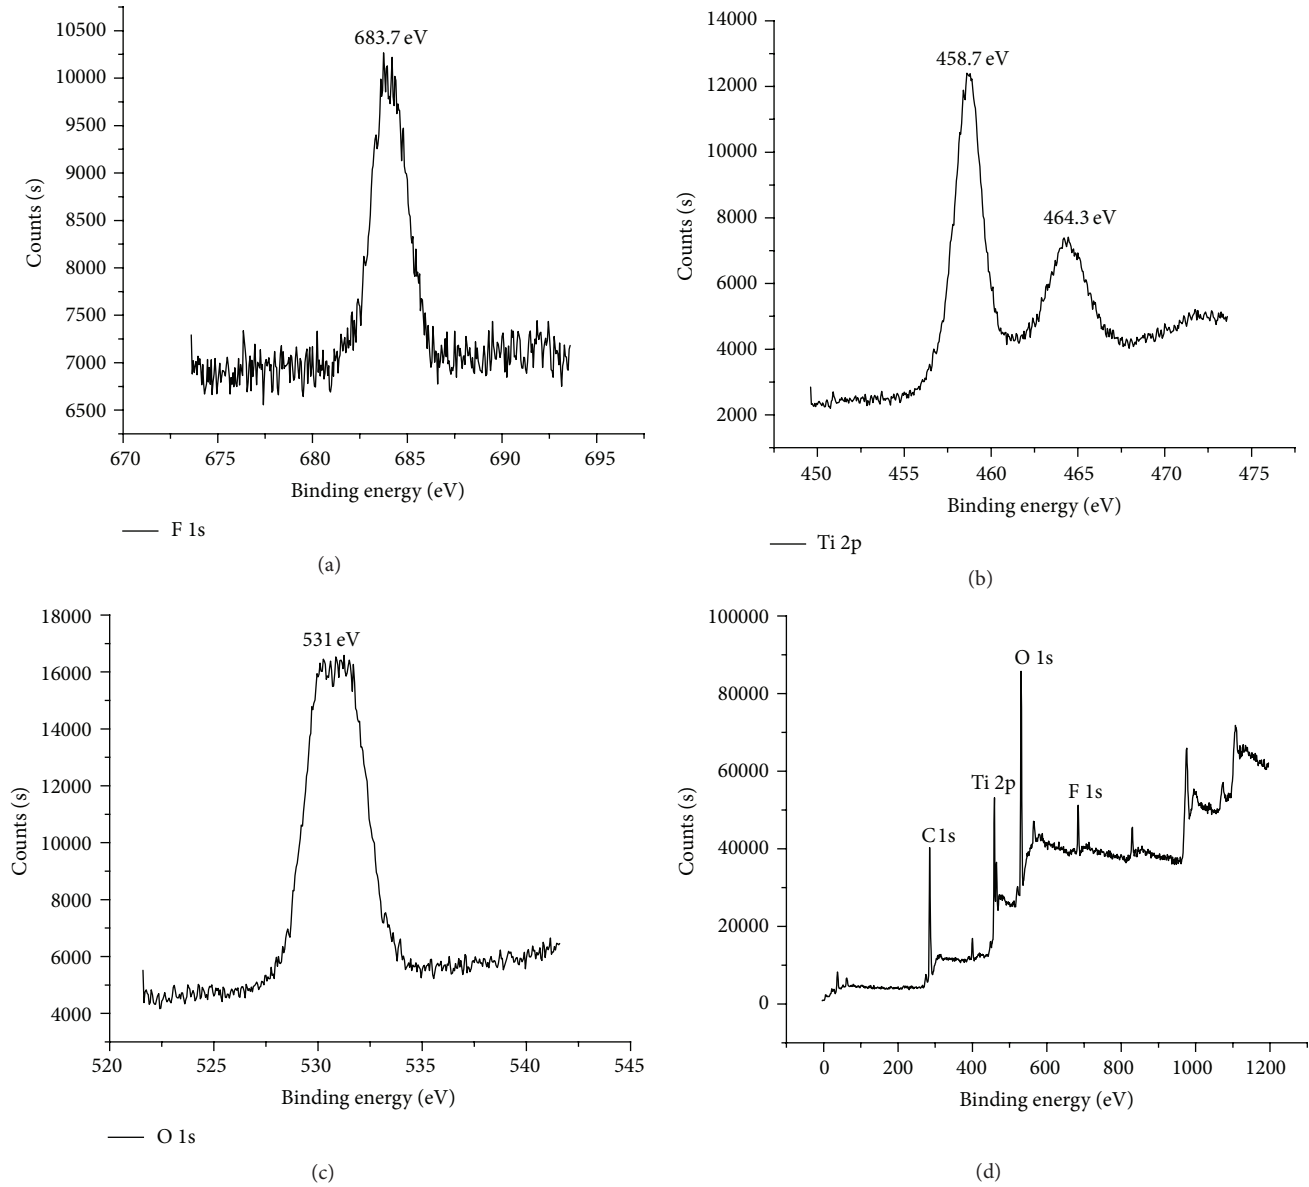 683.7 eV
10500
10000
9500
9000
8500
8000
7500
7000
6500
Counts (s)
670 675 680 685 690 695
Binding energy (eV)
F 1s
(a)
458.7 eV
464.3 eV
14000
12000
10000
8000
6000
4000
2000
Counts (s)
450 455 460 465 470 475
Binding energy (eV)
Ti 2p
(b)
531 eV
18000
16000
14000
12000
10000
8000
6000
4000
Counts (s)
520 525 530 535 540 545
Binding energy (eV)
O 1s
(c)
100000
80000
60000
40000
20000
0
Counts (s)
O 1s
Ti 2p
F 1s
C1s
0 200 400 600 800 1000 1200
Binding energy (eV)
(d)